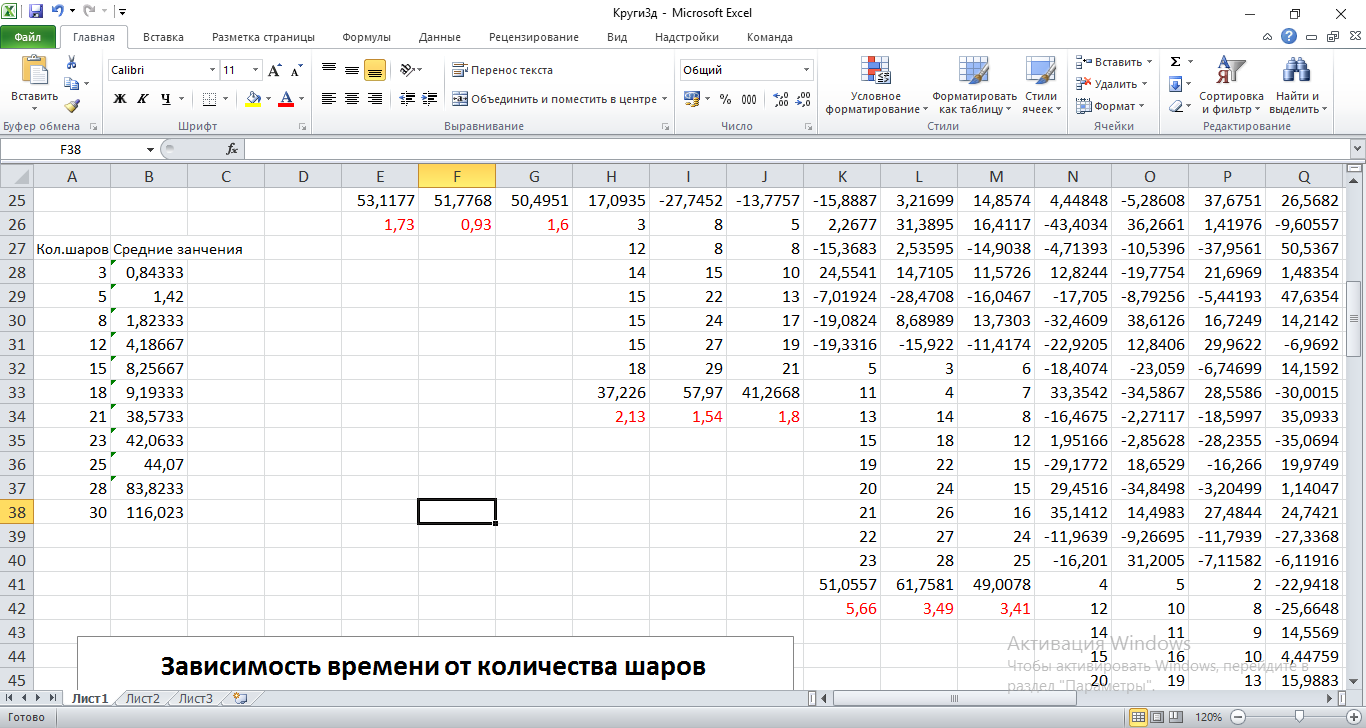 Круги3д - Microsoft Excel
Файл Главная Вставка Разметка страницы Формулы Данные Рецензирование Вид Надстройки Команда
Вставить
Calibri 11
Ж К Ч
Перенос текста
Объединить и поместить в центре
Общий
% 000
Условное форматирование
Форматировать как таблицу
Стили ячеек
Вставить
Удалить
Формат
Сортировка и фильтр
Найти и выделить
Буфер обмена Шрифт Выравнивание Число Стили Ячейки Редактирование
F38 fx
A B C D E F G H I J K L M N O P Q
25 53,1177 51,7768 50,4951 17,0935 -27,7452 -13,7757 -15,8887 3,21699 14,8574 4,44848 -5,28608 37,6751 26,5682
26 1,73 0,93 1,6 3 8 5 2,2677 31,3895 16,4117 -43,4034 36,2661 1,41976 -9,60557
27 Кол.шаров Средние занчения 12 8 8 -15,3683 2,53595 -14,9038 -4,71393 -10,5396 -37,9561 50,5367
28 3 0,84333 14 15 10 24,5541 14,7105 11,5726 12,8244 -19,7754 21,6969 1,48354
29 5 1,42 15 22 13 -7,01924 -28,4708 -16,0467 -17,705 -8,79256 -5,44193 47,6354
30 8 1,82333 15 24 17 -19,0824 8,68989 13,7303 -32,4609 38,6126 16,7249 14,2142
31 12 4,18667 15 27 19 -19,3316 -15,922 -11,4174 -22,9205 12,8406 29,9622 -6,9692
32 15 8,25667 18 29 21 5 3 6 -18,4074 -23,059 -6,74699 14,1592
33 18 9,19333 37,226 57,97 41,2668 11 4 7 33,3542 -34,5867 28,5586 -30,0015
34 21 38,5733 2,13 1,54 1,8 13 14 8 -16,4675 -2,27117 -18,5997 35,0933
35 23 42,0633 15 18 12 1,95166 -2,85628 -28,2355 -35,0694
36 25 44,07 19 22 15 -29,1772 18,6529 -16,266 19,9749
37 28 83,8233 20 24 15 29,4516 -34,8498 -3,20499 1,14047
38 30 116,023 21 26 16 35,1412 14,4983 27,4844 24,7421
39 22 27 24 -11,9639 -9,26695 -11,7939 -27,3368
40 23 28 25 -16,201 31,2005 -7,11582 -6,11916
41 51,0557 61,7581 49,0078 4 5 2 -22,9418
42 5,66 3,49 3,41 12 10 8 -25,6648
43 14 11 9 14,5569
44 15 16 10 4,44759
45 20 19 13 15,9883
Зависимость времени от количества шаров
Активация Windows
Чтобы активировать Windows, перейдите в
раздел "Параметры".
Лист1 Лист2 Лист3
Готово 120%